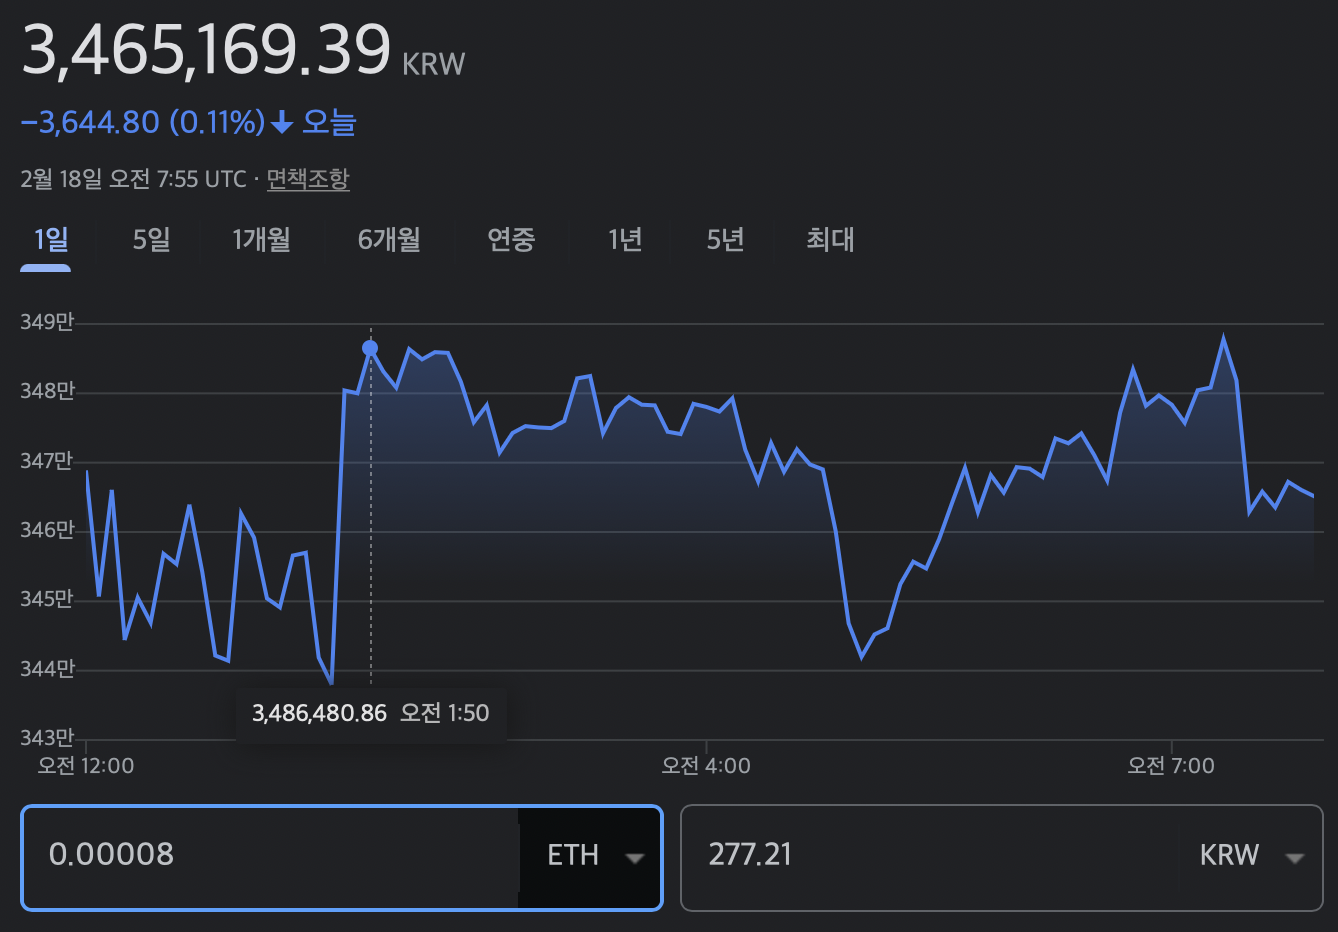 3,465,169.39 KRW
−3,644.80 (0.11%) ↓ 오늘
2월 18일 오전 7:55 UTC · 면책조항
1일 5일 1개월 6개월 연중 1년 5년 최대
349만
348만
347만
346만
345만
344만
3,486,480.86 오전 1:50
343만
오전 12:00 오전 4:00 오전 7:00
0.00008 ETH 277.21 KRW